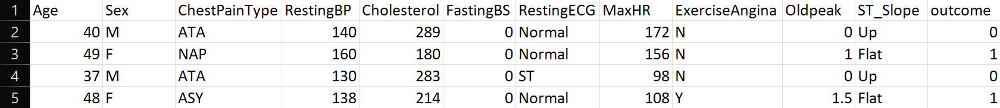 1 Age Sex ChestPainType RestingBP Cholesterol FastingBS RestingECG MaxHR ExerciseAngina Oldpeak ST_Slope outcome
2 40 M ATA 140 289 0 Normal 172 N 0 Up 0
3 49 F NAP 160 180 0 Normal 156 N 1 Flat 1
4 37 M ATA 130 283 0 ST 98 N 0 Up 0
5 48 F ASY 138 214 0 Normal 108 Y 1.5 Flat 1